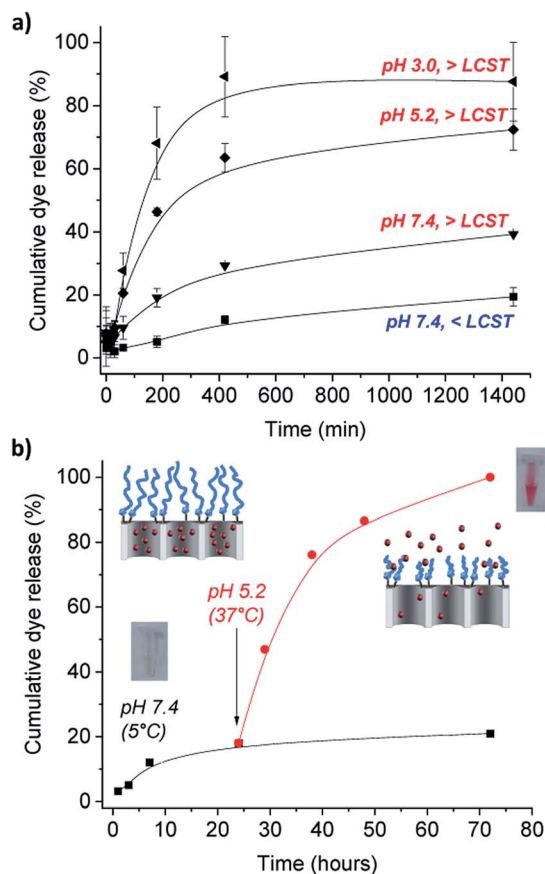 a)
100
80
60
40
20
0
Cumulative dye release (%)
pH 3.0, > LCST
pH 5.2, > LCST
pH 7.4, > LCST
pH 7.4, < LCST
0 200 400 600 800 1000 1200 1400
Time (min)
b)
100
80
60
40
20
0
Cumulative dye release (%)
pH 5.2
(37°C)
pH 7.4
(5°C)
0 10 20 30 40 50 60 70 80
Time (hours)